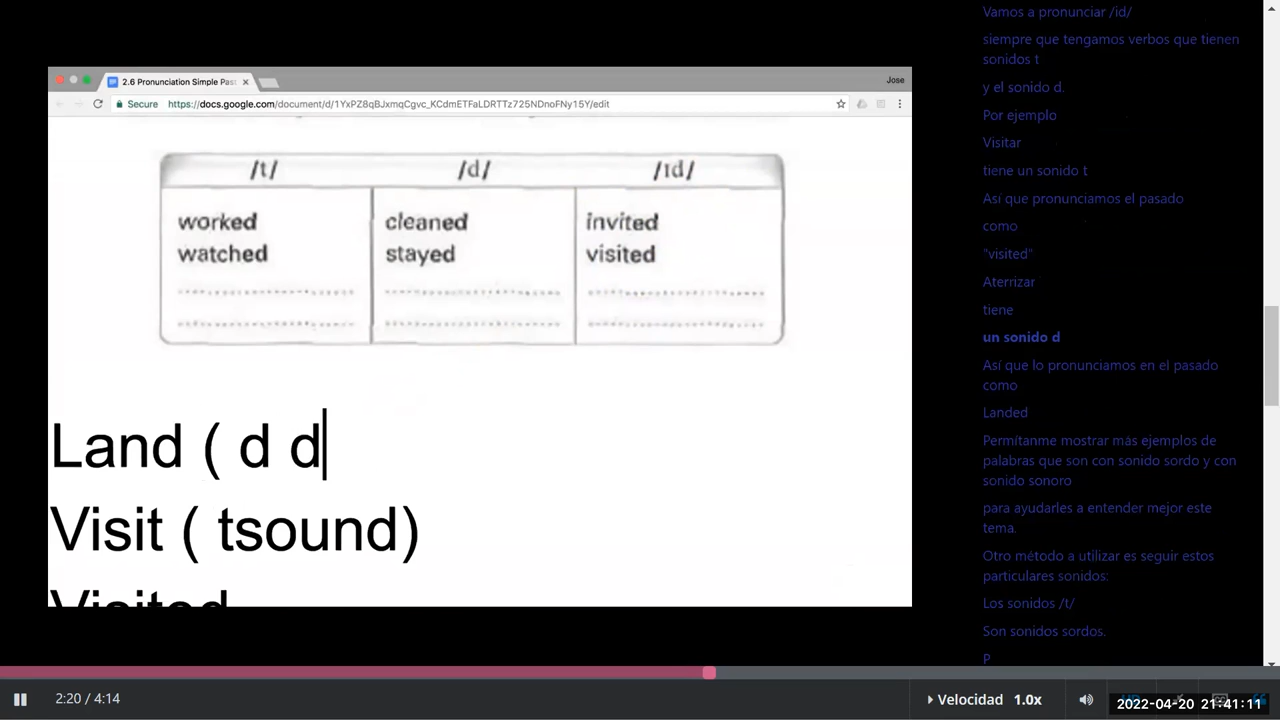 2.6 Pronunciation Simple Pas
Jose
Secure
https://docs.google.com/document/d/1YxPZ8qBJxmqCgvc_KCdmETFaLDRTTz725NDnoFNy15Y/edit
/t/ /d/ /ɪd/
worked cleaned invited
watched stayed visited
Land ( d d
Visit ( tsound)
Visited
Vamos a pronunciar /id/
siempre que tengamos verbos que tienen
sonidos t
y el sonido d.
Por ejemplo
Visitar
tiene un sonido t
Así que pronunciamos el pasado
como
"visited"
Aterrizar
tiene
un sonido d
Así que lo pronunciamos en el pasado
como
Landed
Permítanme mostrar más ejemplos de
palabras que son con sonido sordo y con
sonido sonoro
para ayudarles a entender mejor este
tema.
Otro método a utilizar es seguir estos
particulares sonidos:
Los sonidos /t/
Son sonidos sordos.
P
2:20 / 4:14
Velocidad 1.0x
2022-04-20 21:41:11